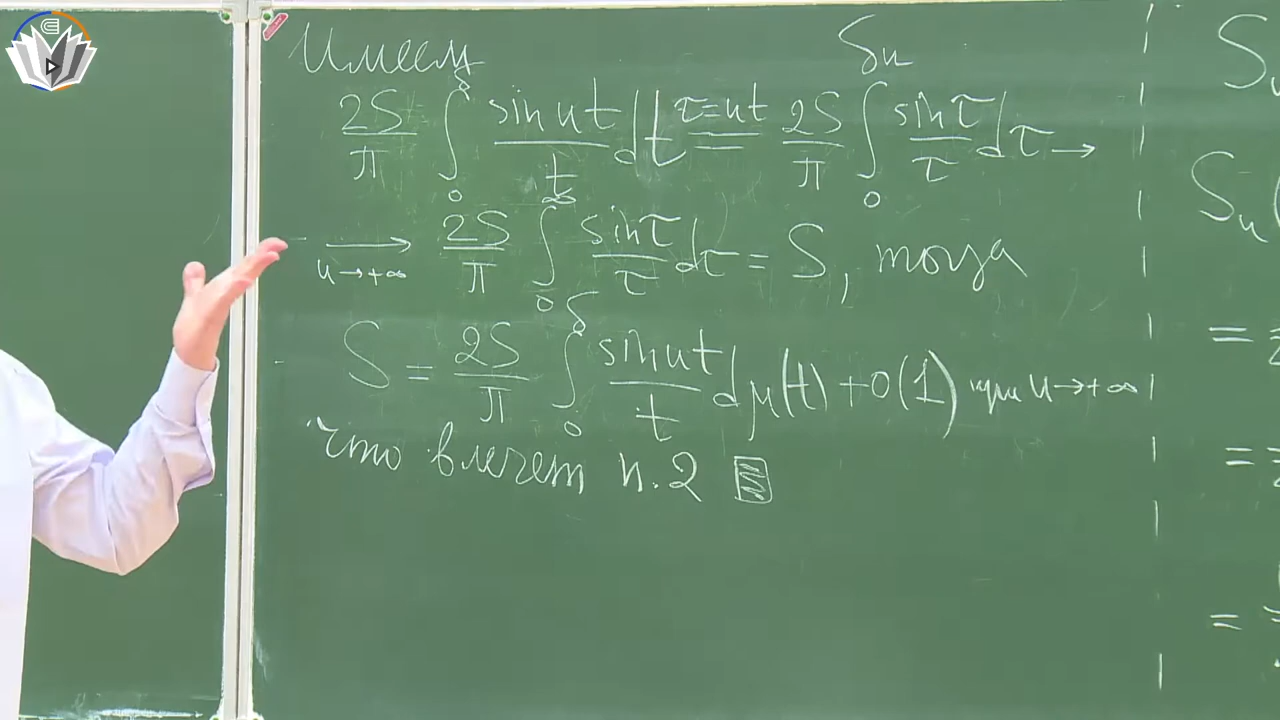 Имеем
2S/π ∫₀^δ sin ut/t dt =(τ=ut) 2S/π ∫₀^{δu} sin τ/τ dτ →
→(u→+∞) 2S/π ∫₀^∞ sin τ/τ dτ = S, тогда
S = 2S/π ∫₀^δ sin ut/t dμ(t) + o(1) при u→+∞
что влечет п.2
S
S_u(
=
=
=